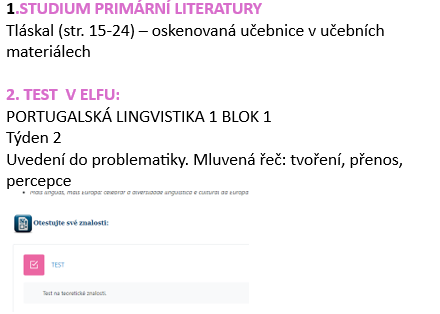 1.STUDIUM PRIMÁRNÍ LITERATURY
Tláskal (str. 15-24) – oskenovaná učebnice v učebních
materiálech
2. TEST V ELFU:
PORTUGALSKÁ LINGVISTIKA 1 BLOK 1
Týden 2
Uvedení do problematiky. Mluvená řeč: tvoření, přenos,
percepce
Mais línguas, mais Europa: celebrar a diversidade linguística e cultural da Europa
Otestujte své znalosti:
TEST
Test na teoretické znalosti.